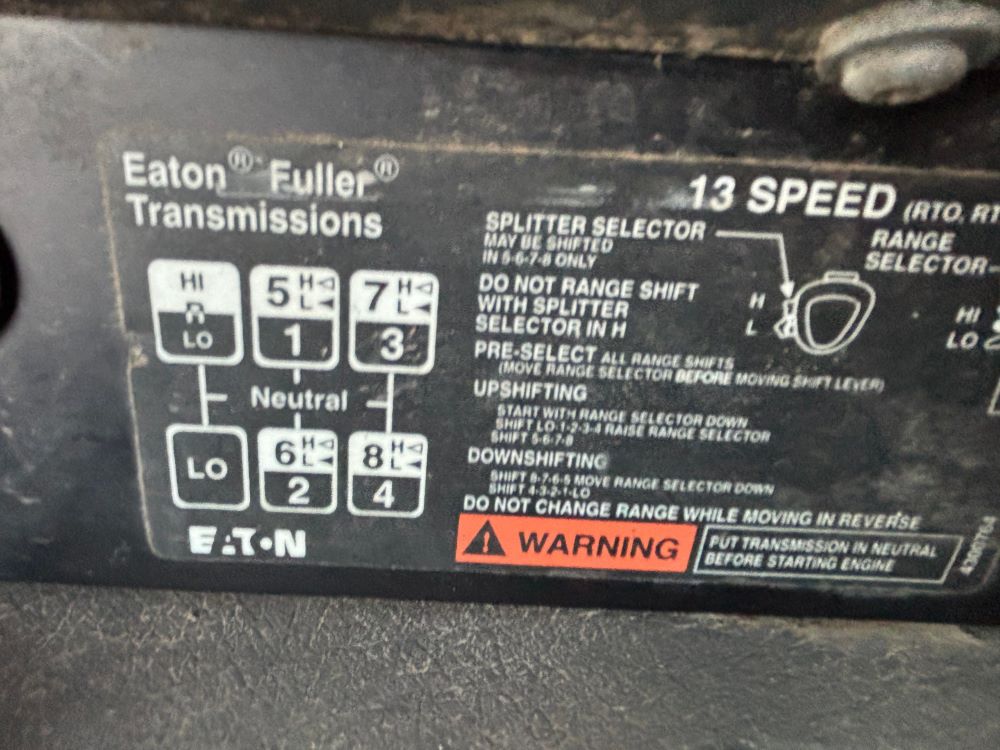 Eaton® Fuller®
Transmissions
13 SPEED (RTO, RT
HI
R
LO
5 H L
1
7 H L
3
Neutral
LO
6 H L
2
8 H L
4
EATON
SPLITTER SELECTOR
MAY BE SHIFTED
IN 5-6-7-8 ONLY
DO NOT RANGE SHIFT
WITH SPLITTER
SELECTOR IN H
PRE-SELECT ALL RANGE SHIFTS
(MOVE RANGE SELECTOR BEFORE MOVING SHIFT LEVER)
UPSHIFTING
START WITH RANGE SELECTOR DOWN
SHIFT LO-1-2-3-4 RAISE RANGE SELECTOR
SHIFT 5-6-7-8
DOWNSHIFTING
SHIFT 8-7-6-5 MOVE RANGE SELECTOR DOWN
SHIFT 4-3-2-1-LO
DO NOT CHANGE RANGE WHILE MOVING IN REVERSE
H
L
RANGE
SELECTOR
HI
LO
WARNING
PUT TRANSMISSION IN NEUTRAL
BEFORE STARTING ENGINE